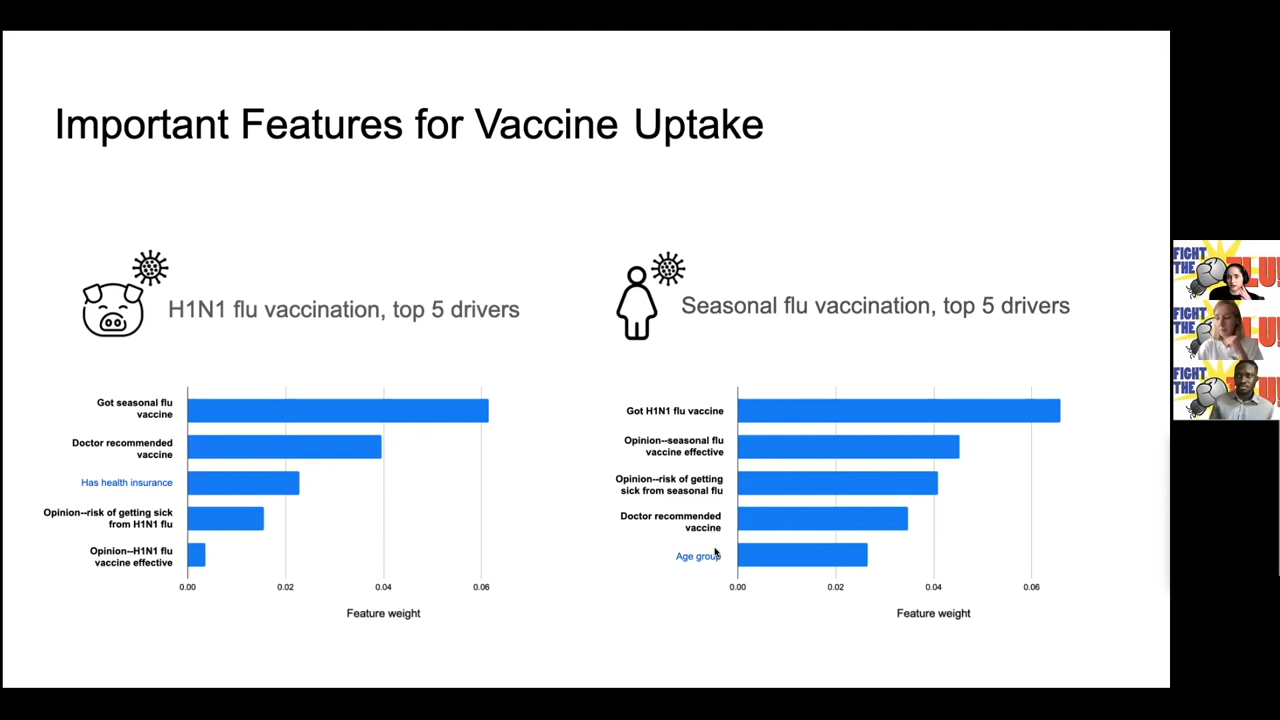 Important Features for Vaccine Uptake
H1N1 flu vaccination, top 5 drivers
Got seasonal flu
vaccine
Doctor recommended
vaccine
Has health insurance
Opinion--risk of getting sick
from H1N1 flu
Opinion--H1N1 flu
vaccine effective
0.00 0.02 0.04 0.06
Feature weight
Seasonal flu vaccination, top 5 drivers
Got H1N1 flu vaccine
Opinion--seasonal flu
vaccine effective
Opinion--risk of getting
sick from seasonal flu
Doctor recommended
vaccine
Age group
0.00 0.02 0.04 0.06
Feature weight
FIGHT
THE
FIGHT
THE
FIGHT
THE